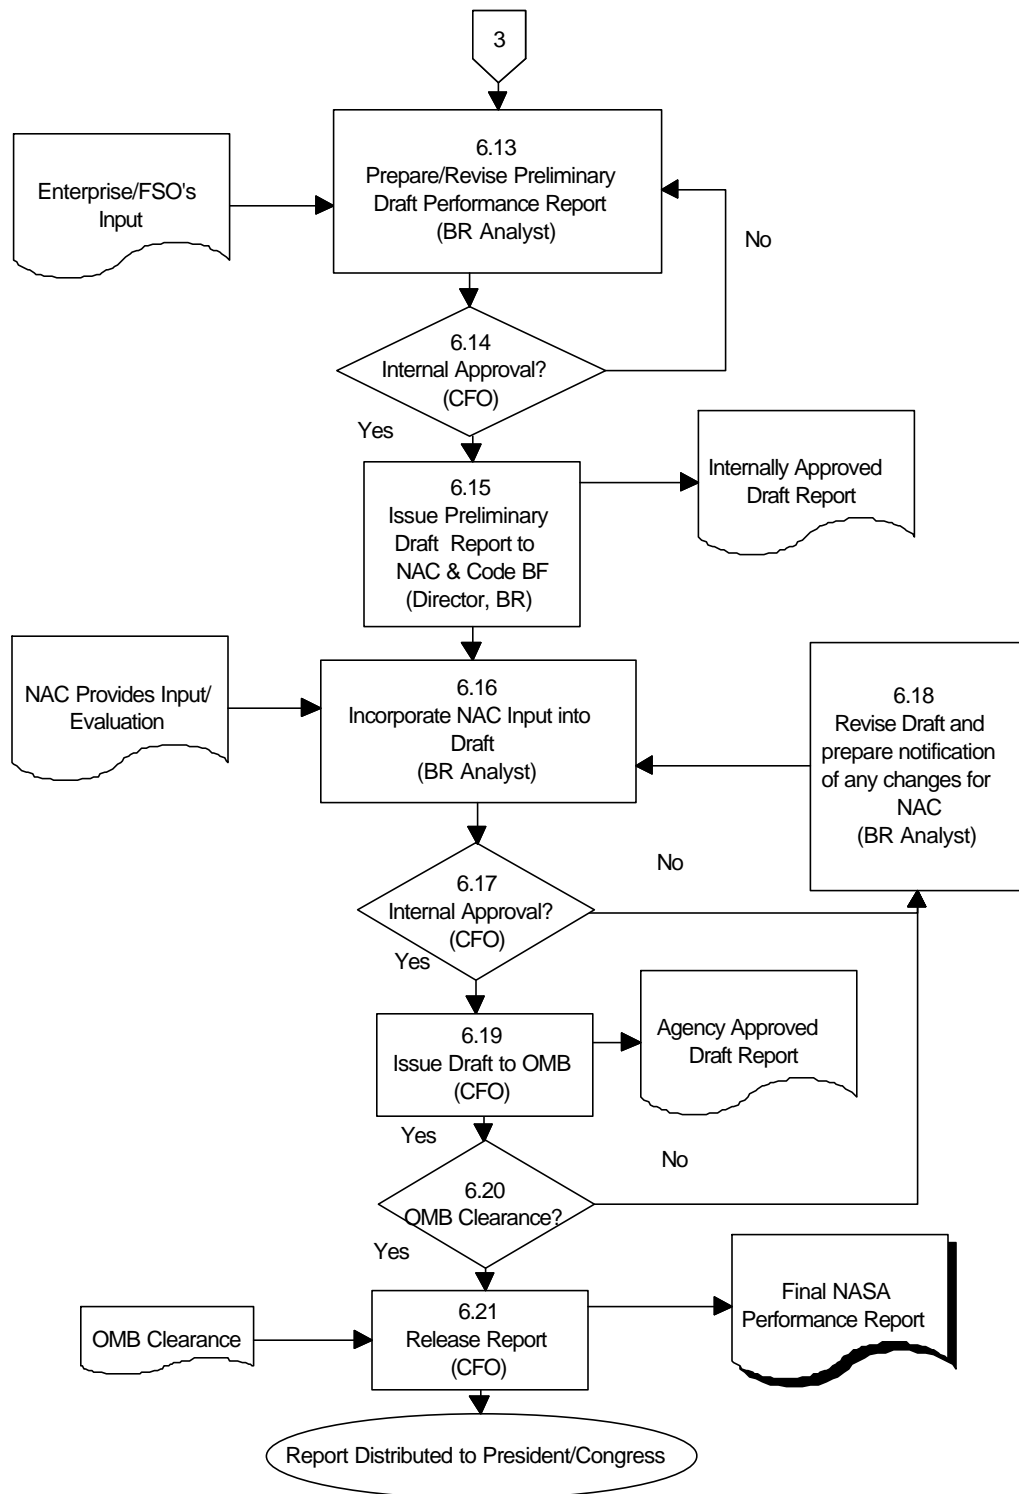 3
6.13
Prepare/Revise Preliminary
Draft Performance Report
(BR Analyst)
Enterprise/FSO's
Input
No
6.14
Internal Approval?
(CFO)
Yes
6.15
Issue Preliminary
Draft Report to
NAC & Code BF
(Director, BR)
Internally Approved
Draft Report
NAC Provides Input/
Evaluation
6.16
Incorporate NAC Input into
Draft
(BR Analyst)
6.18
Revise Draft and
prepare notification
of any changes for
NAC
(BR Analyst)
No
6.17
Internal Approval?
(CFO)
Yes
6.19
Issue Draft to OMB
(CFO)
Agency Approved
Draft Report
Yes
No
6.20
OMB Clearance?
Yes
OMB Clearance
6.21
Release Report
(CFO)
Final NASA
Performance Report
Report Distributed to President/Congress